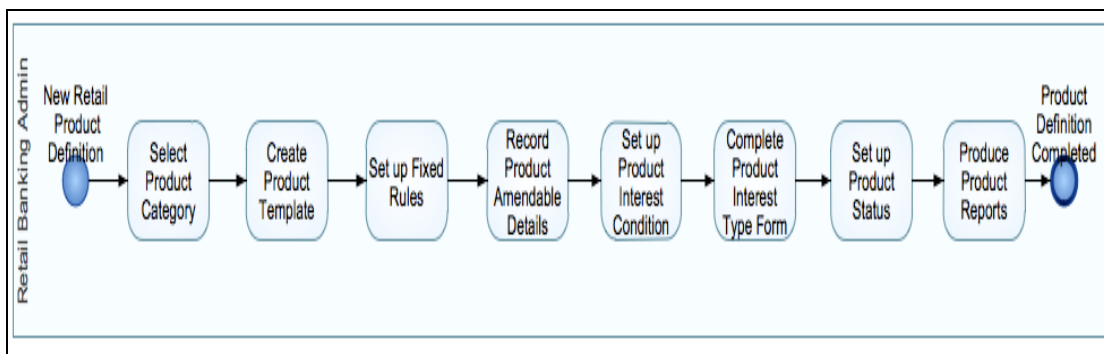 Retail Banking Admin
New Retail
Product
Definition
Select
Product
Category
Create
Product
Template
Set up Fixed
Rules
Record
Product
Amendable
Details
Set up
Product
Interest
Condition
Complete
Product
Interest
Type Form
Set up
Product
Status
Produce
Product
Reports
Product
Definition
Completed